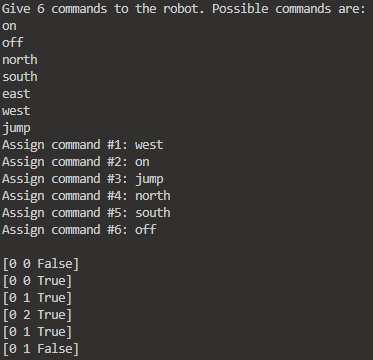 Give 6 commands to the robot. Possible commands are:
on
off
north
south
east
west
jump
Assign command #1: west
Assign command #2: on
Assign command #3: jump
Assign command #4: north
Assign command #5: south
Assign command #6: off
[0 0 False]
[0 0 True]
[0 1 True]
[0 2 True]
[0 1 True]
[0 1 False]